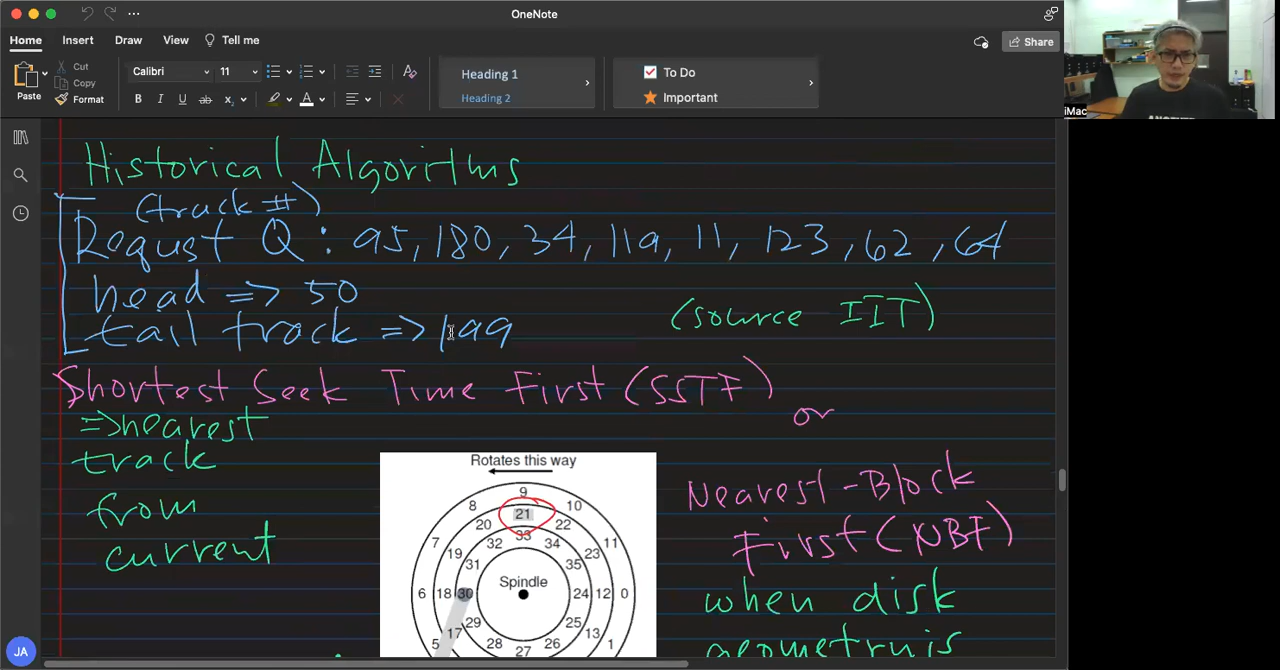 OneNote
Home Insert Draw View Tell me
Share
Paste
Cut
Copy
Format
Calibri 11
B I U ab x₂ A
Heading 1
Heading 2
To Do
Important
iMac
Historical Algorithms
(track #)
Request Q : 95, 180, 34, 119, 11, 123, 62, 64
head => 50
tail track => 199
(source IIT)
Shortest Seek Time First (SSTF)
or
=> nearest
track
from
current
Nearest-Block
First (NBF)
when disk
geometry is
Rotates this way
9
8 10
21
20 22
7 33 11
32 34
19 23
31 35
Spindle
6 18 30 24 12 0
29 25
17 13
5 28 27 26 1
JA